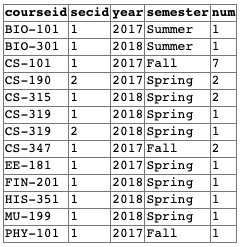 courseid secid year semester num
BIO-101 1 2017 Summer 1
BIO-301 1 2018 Summer 1
CS-101 1 2017 Fall 7
CS-190 2 2017 Spring 2
CS-315 1 2018 Spring 2
CS-319 1 2018 Spring 1
CS-319 2 2018 Spring 1
CS-347 1 2017 Fall 2
EE-181 1 2017 Spring 1
FIN-201 1 2018 Spring 1
HIS-351 1 2018 Spring 1
MU-199 1 2018 Spring 1
PHY-101 1 2017 Fall 1